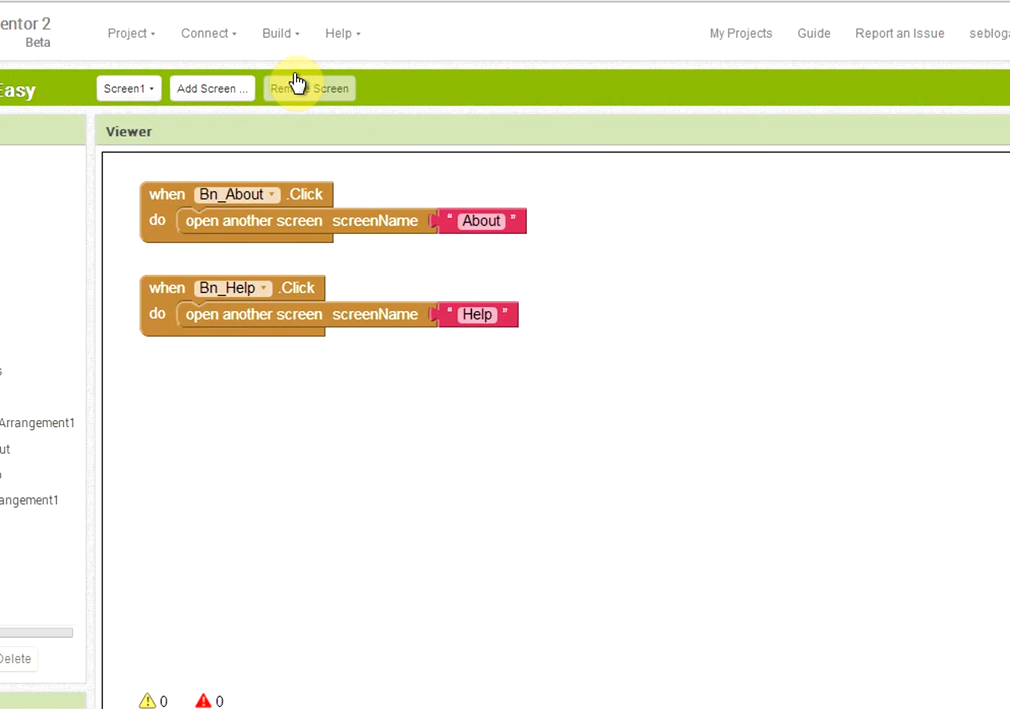 entor 2
Beta
Project
Connect
Build
Help
My Projects
Guide
Report an Issue
sebloga
Easy
Screen1
Add Screen ...
Screen
Viewer
when Bn_About .Click
do open another screen screenName " About "
when Bn_Help .Click
do open another screen screenName " Help "
s
Arrangement1
ut
angement1
Delete
0
0